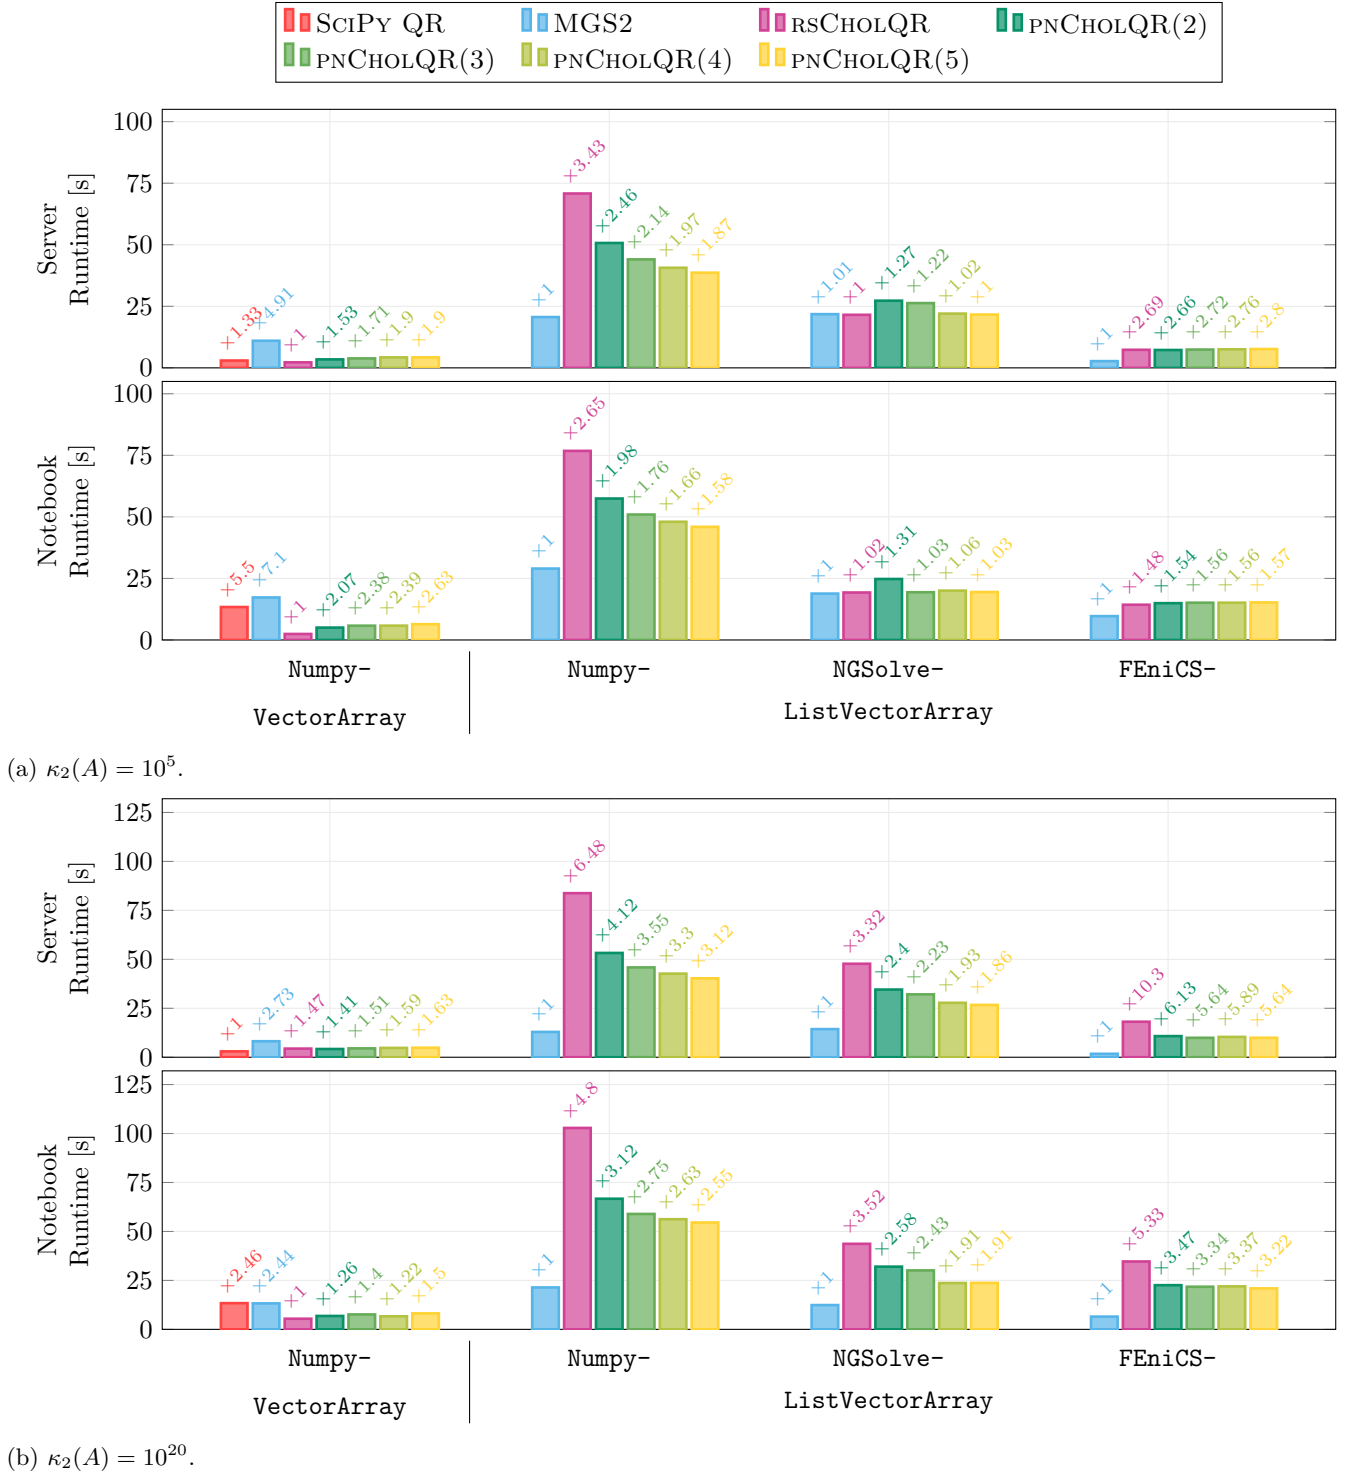 SciPy QR MGS2 rsCholQR pnCholQR(2)
pnCholQR(3) pnCholQR(4) pnCholQR(5)
Server
Runtime [s]
100
75
50
25
0
×1.33 ×4.91 ×1 ×1.53 ×1.71 ×1.9 ×1.9
×1 ×3.43 ×2.46 ×2.14 ×1.97 ×1.87
×1.01 ×1 ×1.27 ×1.22 ×1.02 ×1
×1 ×2.69 ×2.66 ×2.72 ×2.76 ×2.8
Notebook
Runtime [s]
100
75
50
25
0
×5.5 ×7.1 ×1 ×2.07 ×2.38 ×2.39 ×2.63
×1 ×2.65 ×1.98 ×1.76 ×1.66 ×1.58
×1 ×1.02 ×1.31 ×1.03 ×1.06 ×1.03
×1 ×1.48 ×1.54 ×1.56 ×1.56 ×1.57
Numpy- Numpy- NGSolve- FEniCS-
VectorArray ListVectorArray
(a) κ₂(A) = 10⁵.
Server
Runtime [s]
125
100
75
50
25
0
×1 ×2.73 ×1.47 ×1.41 ×1.51 ×1.59 ×1.63
×1 ×6.48 ×4.12 ×3.55 ×3.3 ×3.12
×1 ×3.32 ×2.4 ×2.23 ×1.93 ×1.86
×1 ×10.3 ×6.13 ×5.64 ×5.89 ×5.64
Notebook
Runtime [s]
125
100
75
50
25
0
×2.46 ×2.44 ×1 ×1.26 ×1.4 ×1.22 ×1.5
×1 ×4.8 ×3.12 ×2.75 ×2.63 ×2.55
×1 ×3.52 ×2.58 ×2.43 ×1.91 ×1.91
×1 ×5.33 ×3.47 ×3.34 ×3.37 ×3.22
Numpy- Numpy- NGSolve- FEniCS-
VectorArray ListVectorArray
(b) κ₂(A) = 10²⁰.